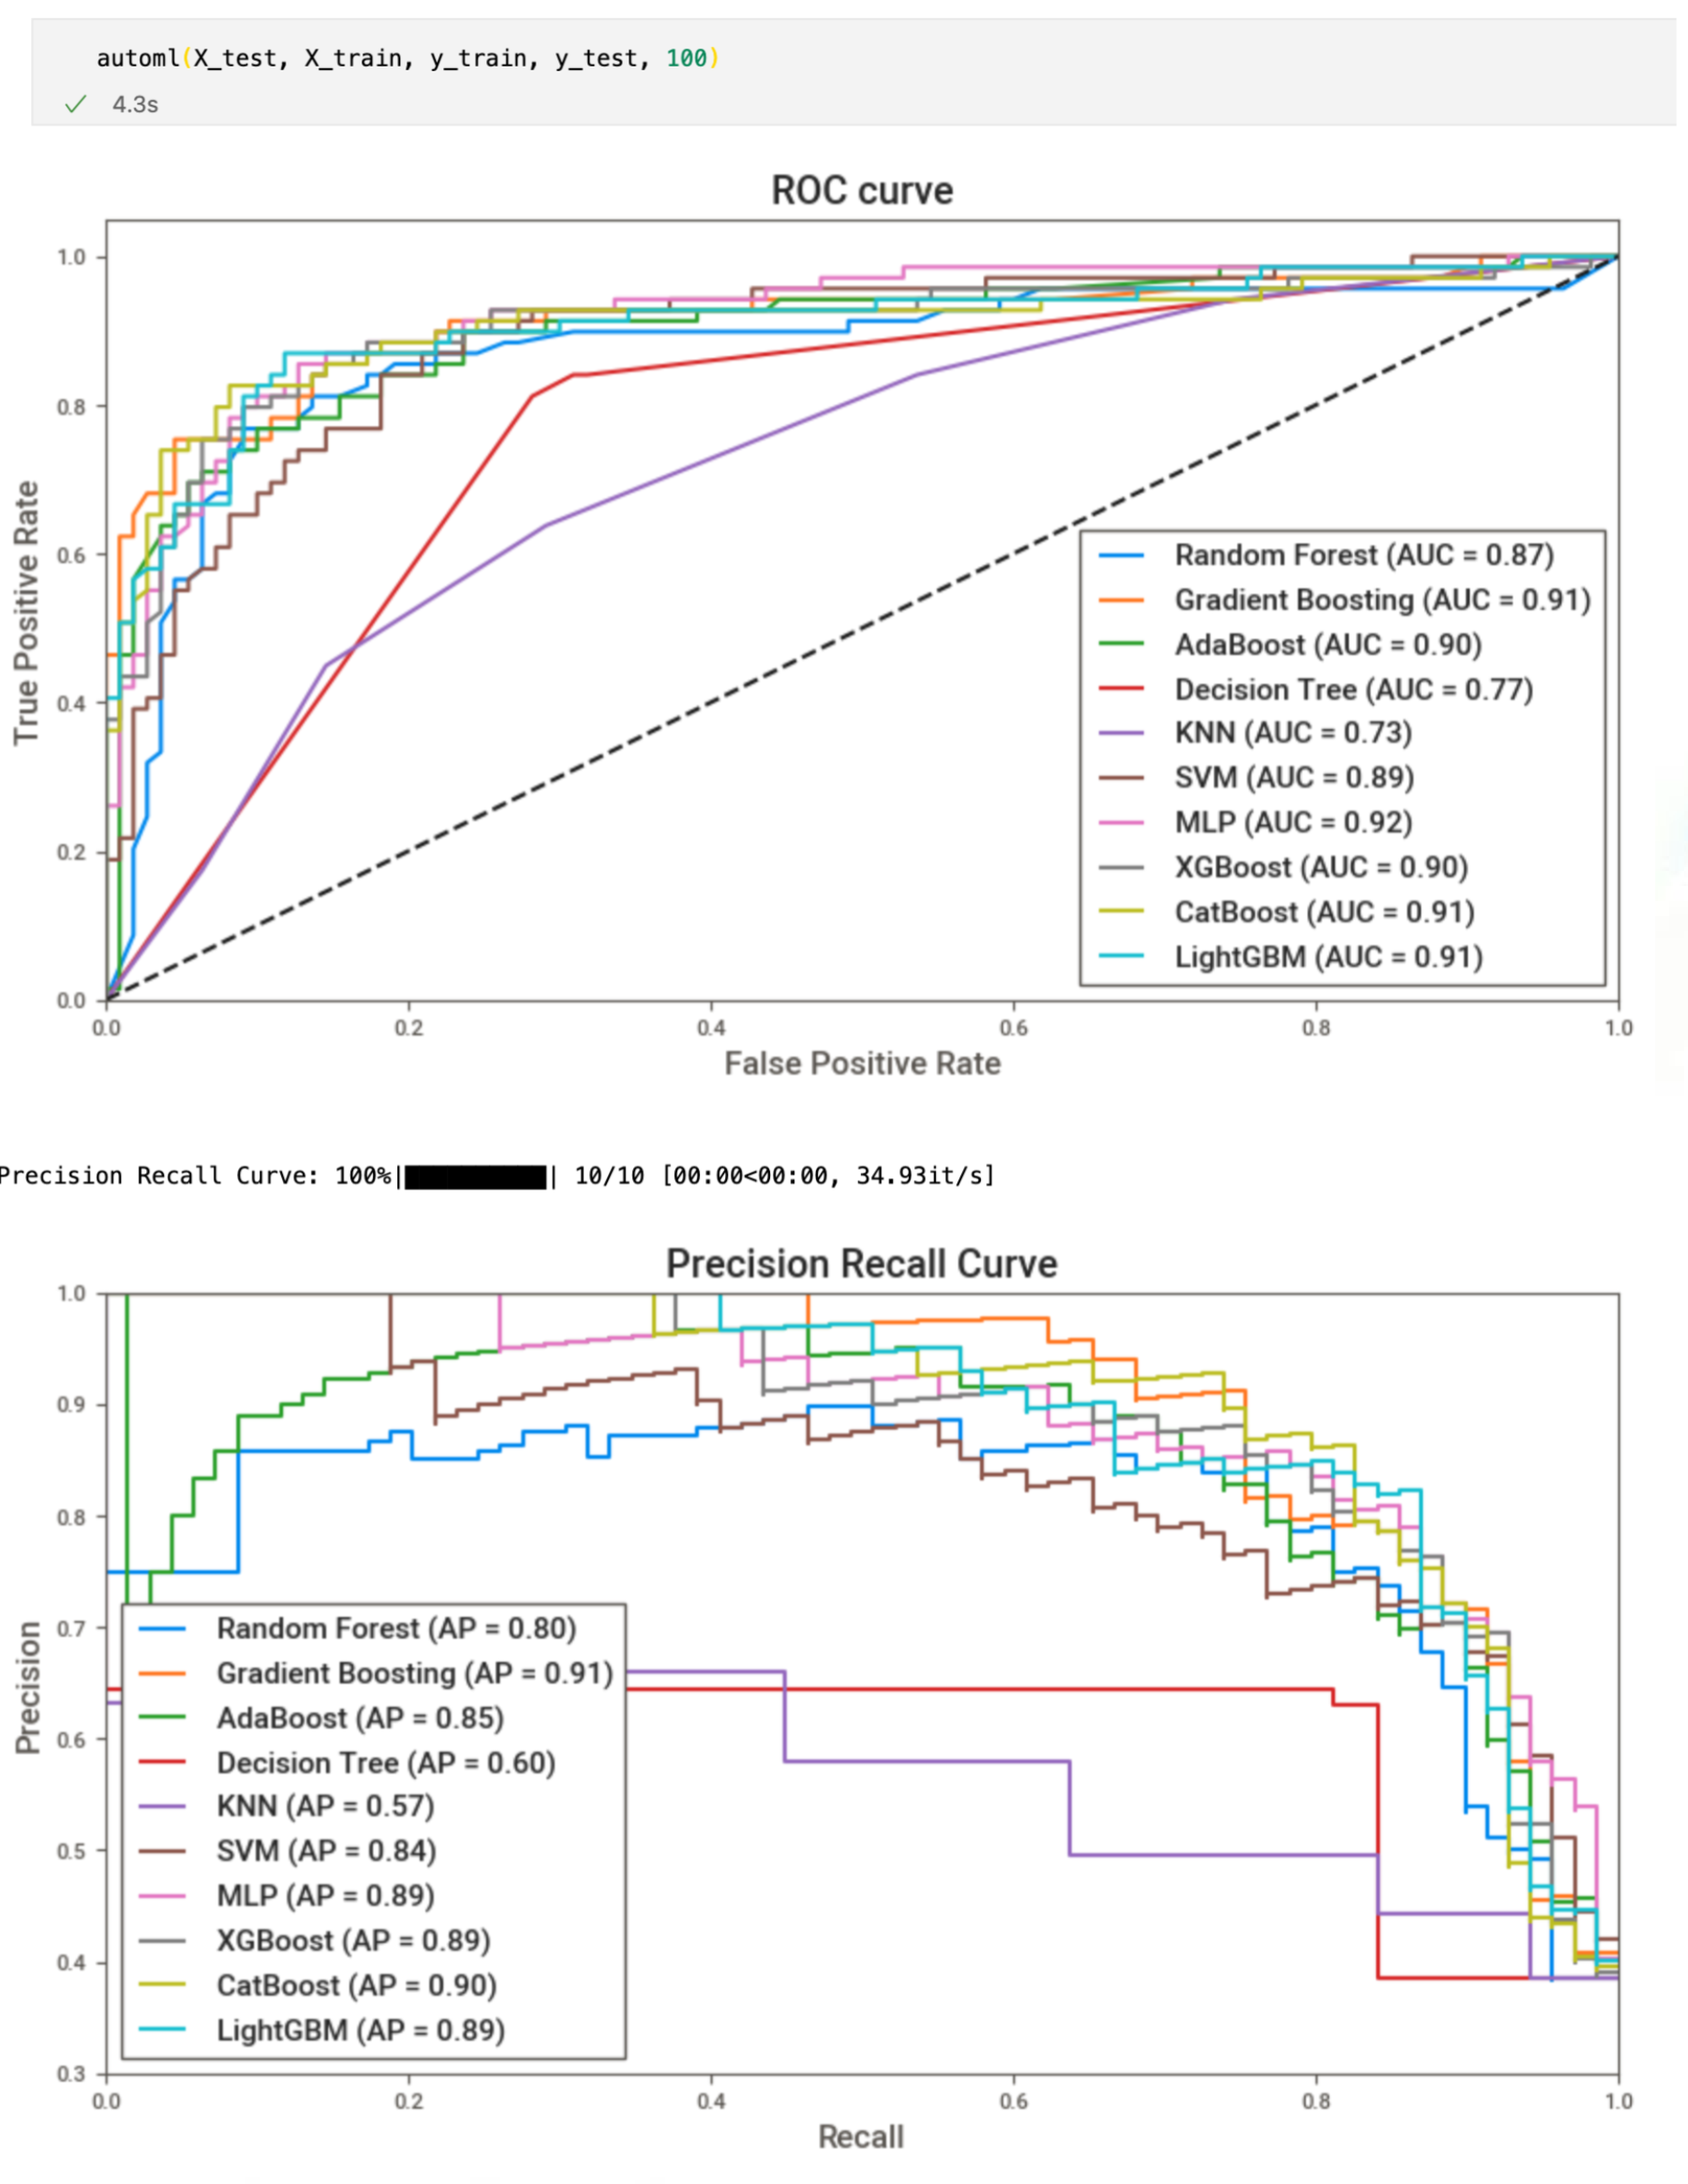 automl(X_test, X_train, y_train, y_test, 100)
✓ 4.3s
ROC curve
1.0
0.8
0.6
0.4
0.2
0.0
True Positive Rate
Random Forest (AUC = 0.87)
Gradient Boosting (AUC = 0.91)
AdaBoost (AUC = 0.90)
Decision Tree (AUC = 0.77)
KNN (AUC = 0.73)
SVM (AUC = 0.89)
MLP (AUC = 0.92)
XGBoost (AUC = 0.90)
CatBoost (AUC = 0.91)
LightGBM (AUC = 0.91)
0.0 0.2 0.4 0.6 0.8 1.0
False Positive Rate
Precision Recall Curve: 100%|██████████| 10/10 [00:00<00:00, 34.93it/s]
Precision Recall Curve
1.0
0.9
0.8
0.7
0.6
0.5
0.4
0.3
Precision
Random Forest (AP = 0.80)
Gradient Boosting (AP = 0.91)
AdaBoost (AP = 0.85)
Decision Tree (AP = 0.60)
KNN (AP = 0.57)
SVM (AP = 0.84)
MLP (AP = 0.89)
XGBoost (AP = 0.89)
CatBoost (AP = 0.90)
LightGBM (AP = 0.89)
0.0 0.2 0.4 0.6 0.8 1.0
Recall